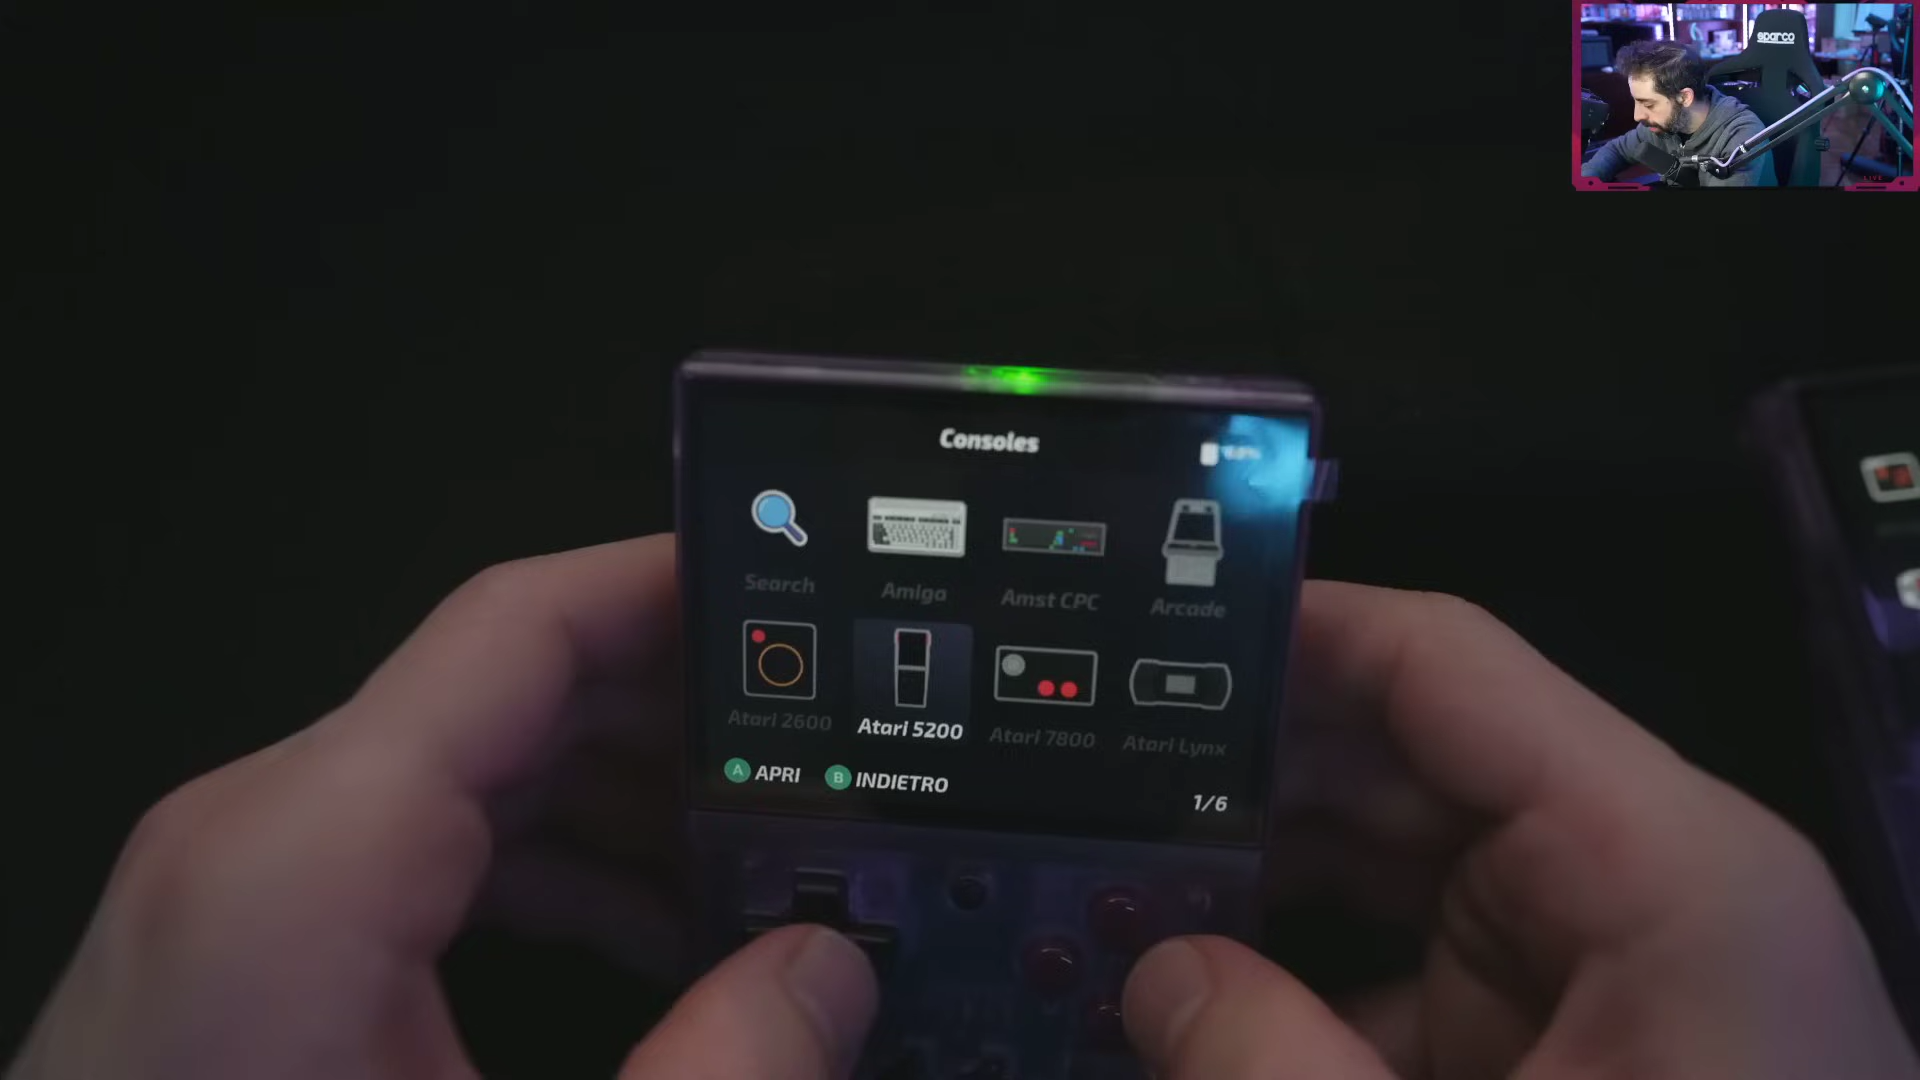 sparco
LIVE
Consoles
Search
Amiga
Amst CPC
Arcade
Atari 2600
Atari 5200
Atari 7800
Atari Lynx
A APRI
B INDIETRO
1/6